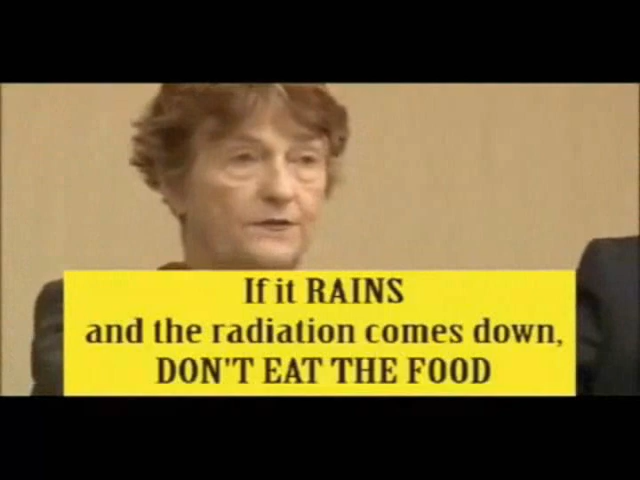 If it RAINS
and the radiation comes down,
DON'T EAT THE FOOD